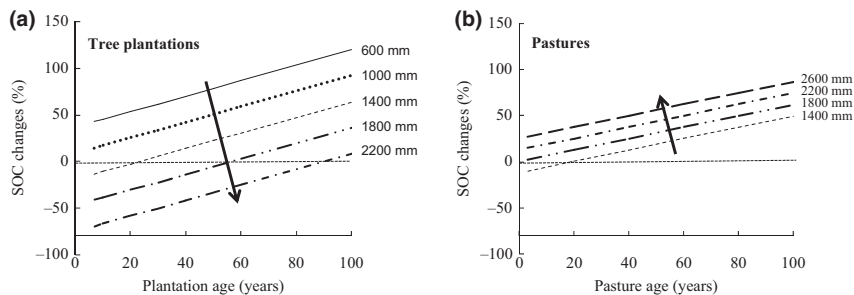 (a)
Tree plantations
SOC changes (%)
150
100
50
0
–50
–100
600 mm
1000 mm
1400 mm
1800 mm
2200 mm
0 20 40 60 80 100
Plantation age (years)
(b)
Pastures
SOC changes (%)
150
100
50
0
–50
–100
2600 mm
2200 mm
1800 mm
1400 mm
0 20 40 60 80 100
Pasture age (years)